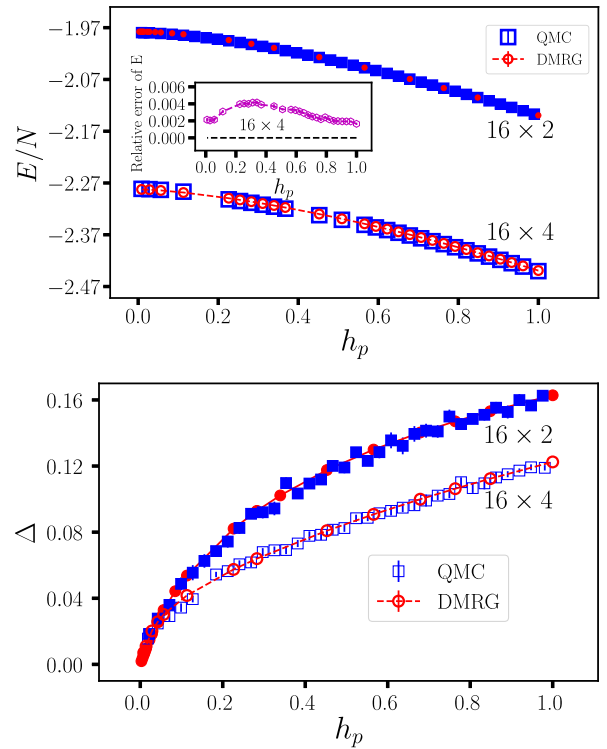 −1.97
−2.07
−2.17
−2.27
−2.37
−2.47
E/N
QMC
DMRG
16 × 2
16 × 4
Relative error of E
0.006
0.004
0.002
0.000
16 × 4
0.0 0.2 0.4 0.6 0.8 1.0
h_p
0.0 0.2 0.4 0.6 0.8 1.0
h_p
0.16
0.12
0.08
0.04
0.00
Δ
16 × 2
16 × 4
QMC
DMRG
0.0 0.2 0.4 0.6 0.8 1.0
h_p